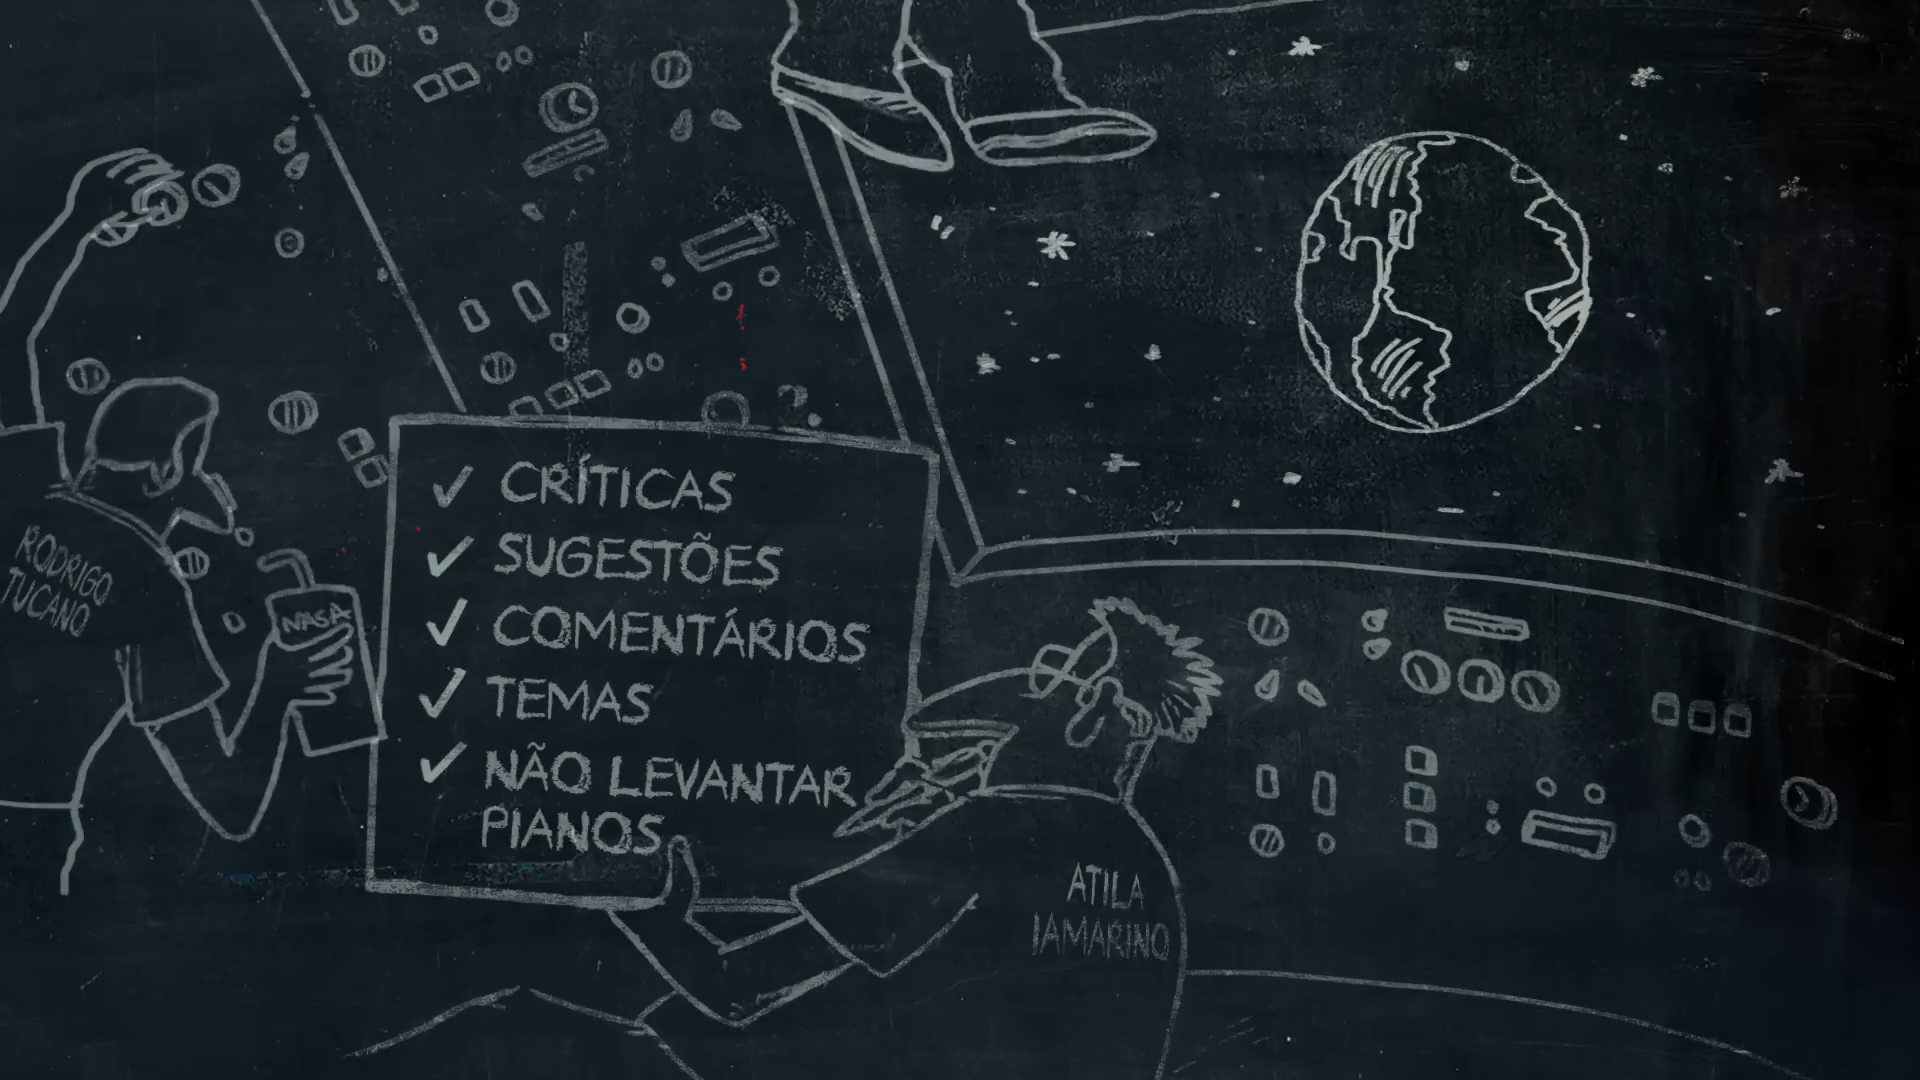 CRÍTICAS
SUGESTÕES
COMENTÁRIOS
TEMAS
NÃO LEVANTAR
PIANOS
RODRIGO
TUCANO
NASA
ATILA
IAMARINO